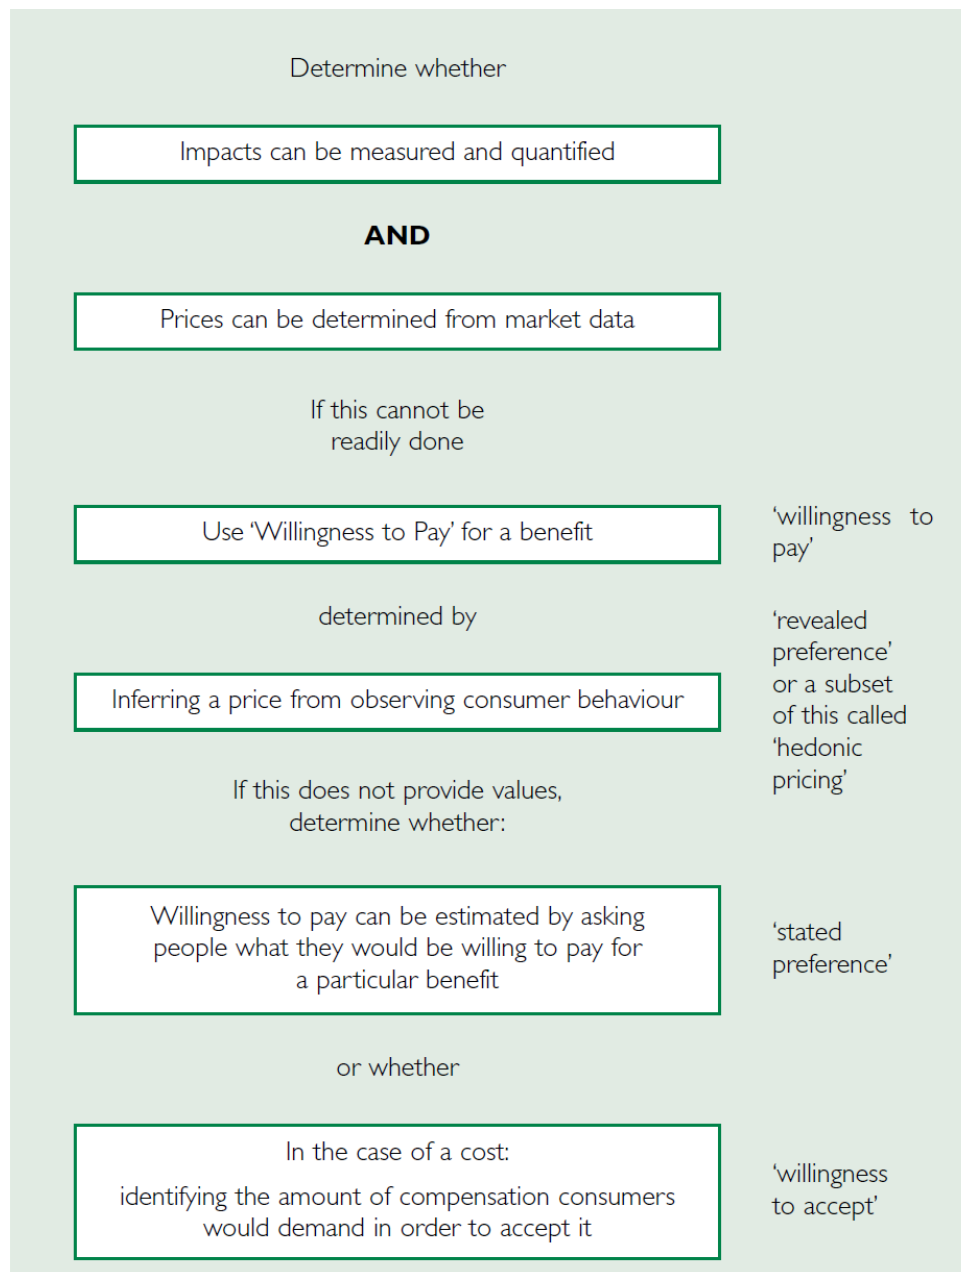 Determine whether
Impacts can be measured and quantified
AND
Prices can be determined from market data
If this cannot be
readily done
Use ‘Willingness to Pay’ for a benefit
‘willingness to
pay’
determined by
‘revealed
preference’
or a subset
of this called
‘hedonic
pricing’
Inferring a price from observing consumer behaviour
If this does not provide values,
determine whether:
Willingness to pay can be estimated by asking
people what they would be willing to pay for
a particular benefit
‘stated
preference’
or whether
In the case of a cost:
identifying the amount of compensation consumers
would demand in order to accept it
‘willingness
to accept’